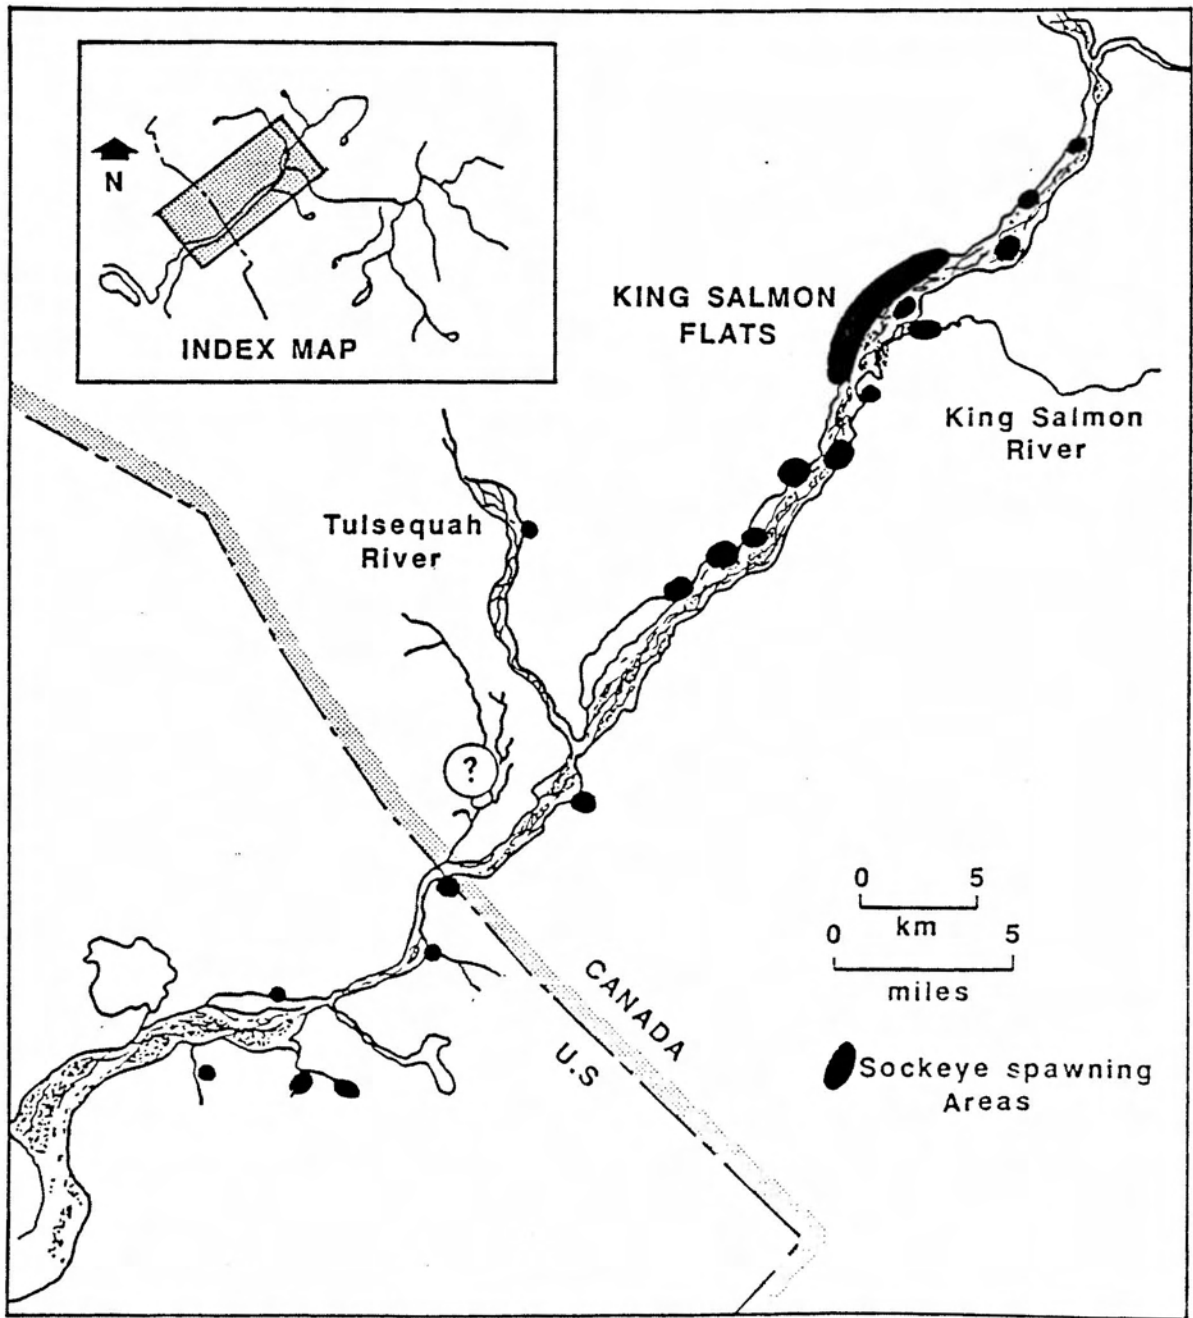 N
INDEX MAP
KING SALMON
FLATS
King Salmon
River
Tulsequah
River
?
CANADA
U.S
0 5
km
0 5
miles
Sockeye spawning
Areas